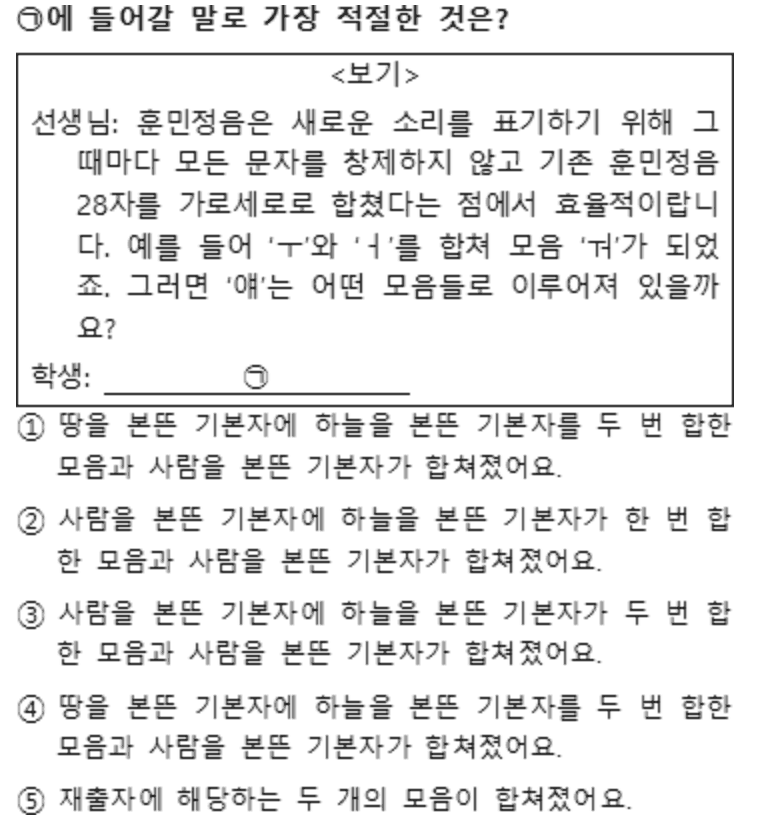 ㉠에 들어갈 말로 가장 적절한 것은?
<보기>
선생님: 훈민정음은 새로운 소리를 표기하기 위해 그
때마다 모든 문자를 창제하지 않고 기존 훈민정음
28자를 가로세로로 합쳤다는 점에서 효율적이랍니
다. 예를 들어 'ㅜ'와 'ㅓ'를 합쳐 모음 'ㅝ'가 되었
죠. 그러면 '얘'는 어떤 모음들로 이루어져 있을까
요?
학생: ㉠
① 땅을 본뜬 기본자에 하늘을 본뜬 기본자를 두 번 합한
모음과 사람을 본뜬 기본자가 합쳐졌어요.
② 사람을 본뜬 기본자에 하늘을 본뜬 기본자가 한 번 합
한 모음과 사람을 본뜬 기본자가 합쳐졌어요.
③ 사람을 본뜬 기본자에 하늘을 본뜬 기본자가 두 번 합
한 모음과 사람을 본뜬 기본자가 합쳐졌어요.
④ 땅을 본뜬 기본자에 하늘을 본뜬 기본자를 두 번 합한
모음과 사람을 본뜬 기본자가 합쳐졌어요.
⑤ 재출자에 해당하는 두 개의 모음이 합쳐졌어요.